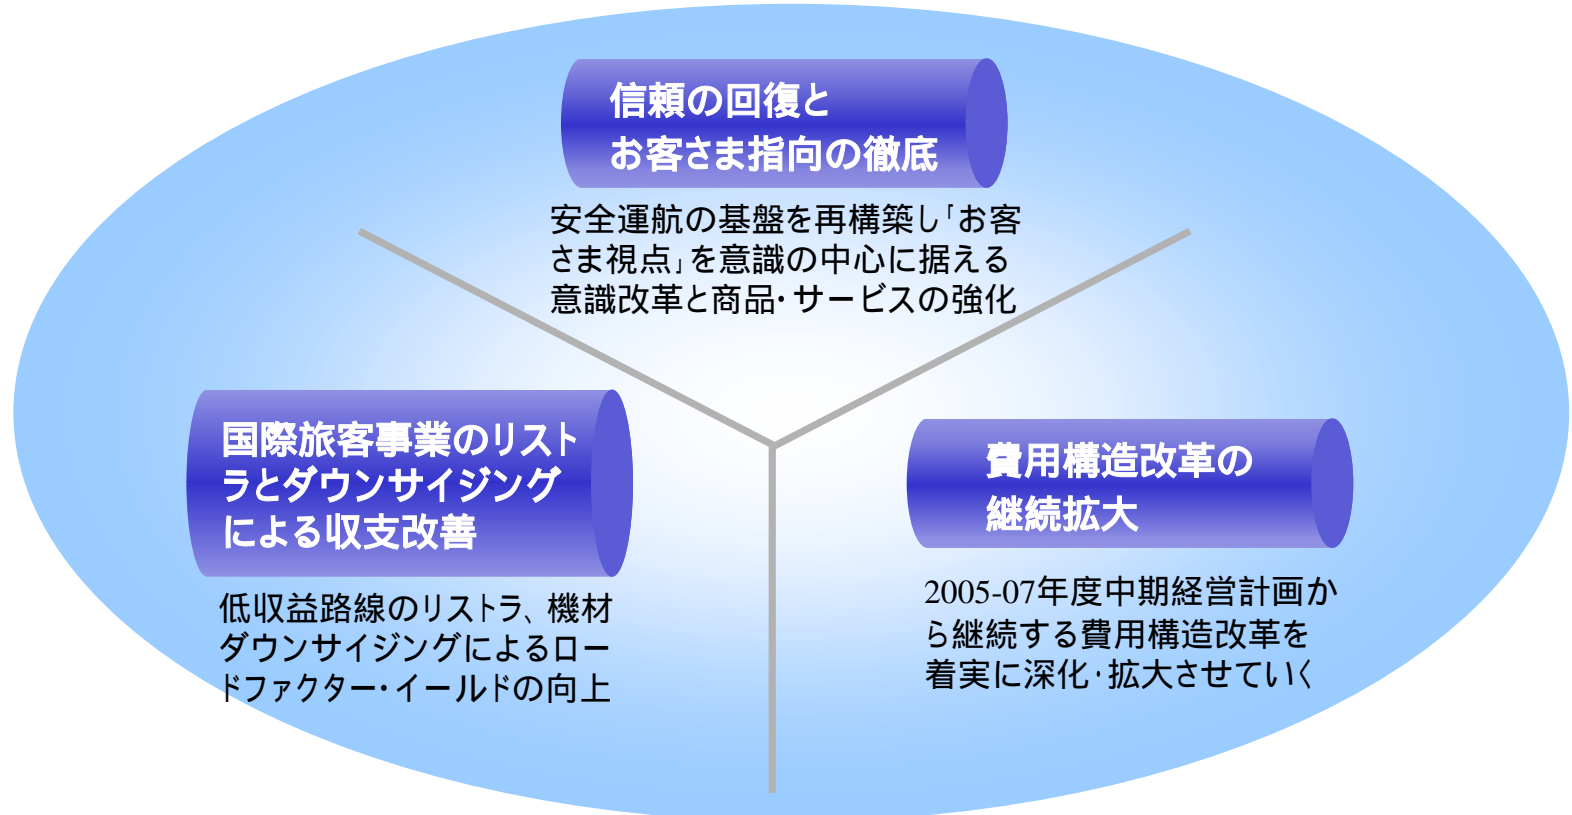 信頼の回復と
お客さま指向の徹底
安全運航の基盤を再構築し「お客
さま視点」を意識の中心に据える
意識改革と商品・サービスの強化
国際旅客事業のリスト
ラとダウンサイジング
による収支改善
低収益路線のリストラ、機材
ダウンサイジングによるロー
ドファクター・イールドの向上
費用構造改革の
継続拡大
2005-07年度中期経営計画か
ら継続する費用構造改革を
着実に深化・拡大させていく